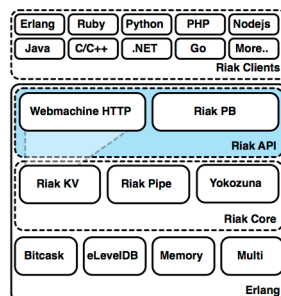 Erlang Ruby Python PHP Nodejs
Java C/C++ .NET Go More..
Riak Clients
Webmachine HTTP Riak PB
Riak API
Riak KV Riak Pipe Yokozuna
Riak Core
Bitcask eLevelDB Memory Multi
Erlang